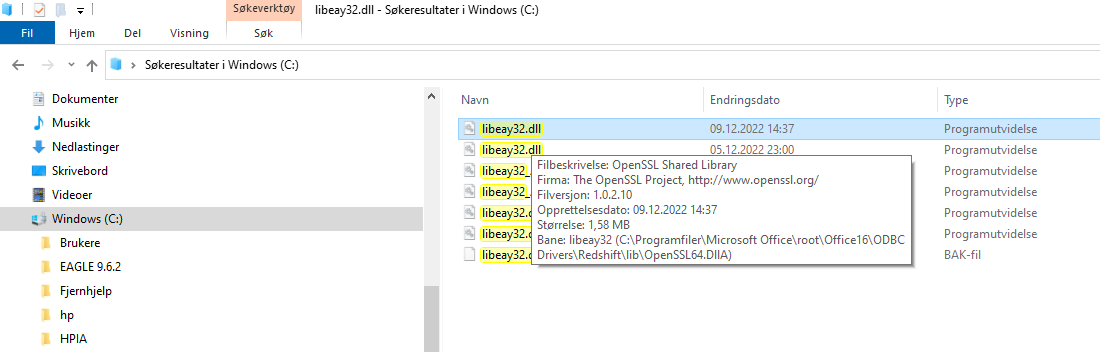 Søkeverktøy
libeay32.dll - Søkeresultater i Windows (C:)
Fil
Hjem
Del
Visning
Søk
Søkeresultater i Windows (C:)
Dokumenter
Musikk
Nedlastinger
Skrivebord
Videoer
Windows (C:)
Brukere
EAGLE 9.6.2
Fjernhjelp
hp
HPIA
Navn
Endringsdato
Type
libeay32.dll
09.12.2022 14:37
Programutvidelse
libeay32.dll
05.12.2022 23:00
Programutvidelse
libeay32_
Programutvidelse
libeay32_
Programutvidelse
libeay32.d
Programutvidelse
libeay32.d
Programutvidelse
libeay32.d
BAK-fil
Filbeskrivelse: OpenSSL Shared Library
Firma: The OpenSSL Project, http://www.openssl.org/
Filversjon: 1.0.2.10
Opprettelsesdato: 09.12.2022 14:37
Størrelse: 1,58 MB
Bane: libeay32 (C:\Programfiler\Microsoft Office\root\Office16\ODBC
Drivers\Redshift\lib\OpenSSL64.DllA)